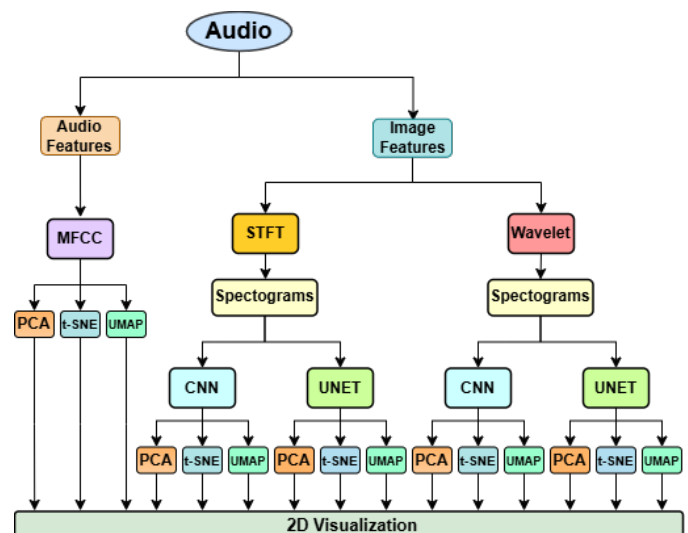 Audio
Audio
Features
Image
Features
MFCC
STFT
Wavelet
Spectograms
Spectograms
PCA
t-SNE
UMAP
CNN
UNET
CNN
UNET
PCA
t-SNE
UMAP
PCA
t-SNE
UMAP
PCA
t-SNE
UMAP
PCA
t-SNE
UMAP
2D Visualization